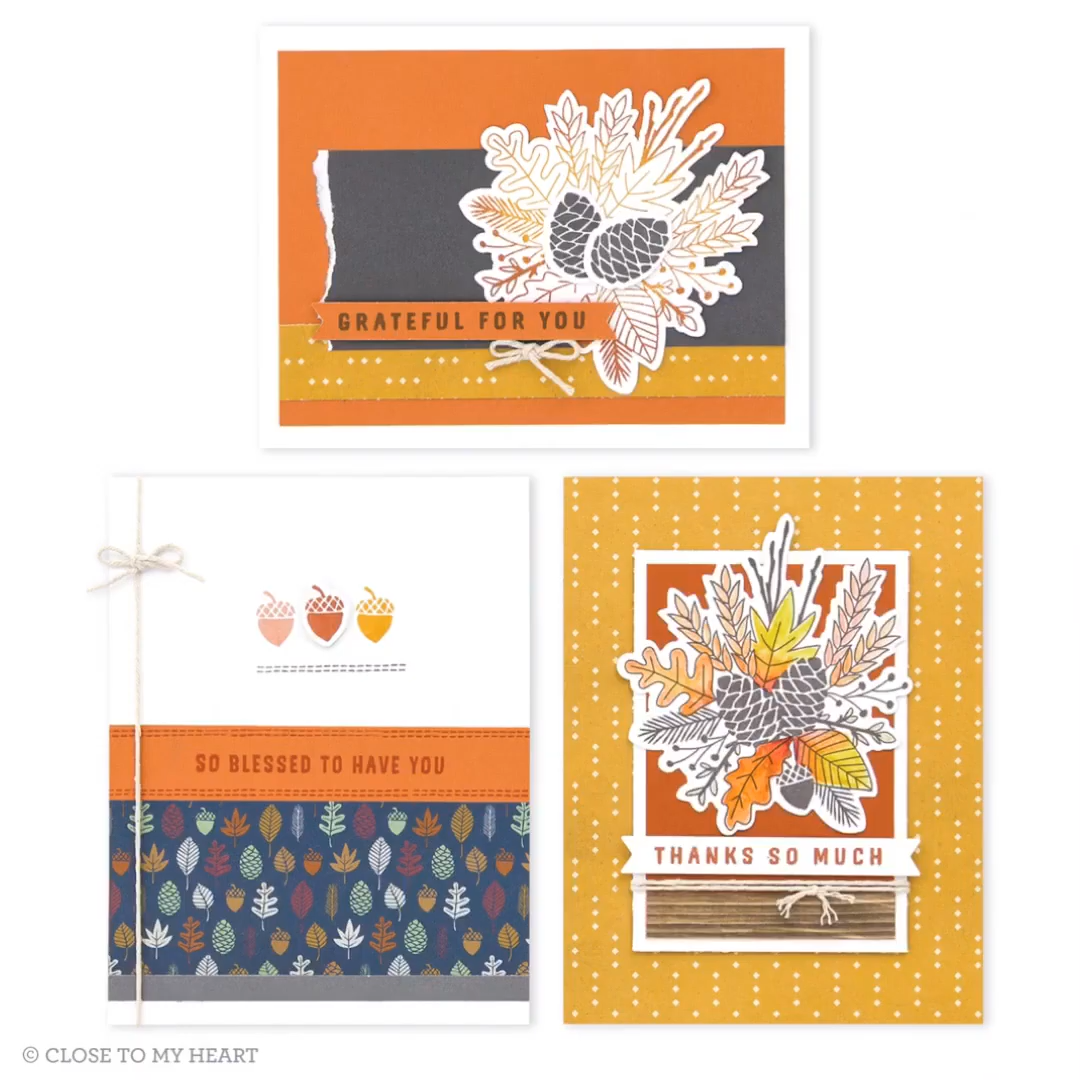 GRATEFUL FOR YOU
SO BLESSED TO HAVE YOU
THANKS SO MUCH
© CLOSE TO MY HEART